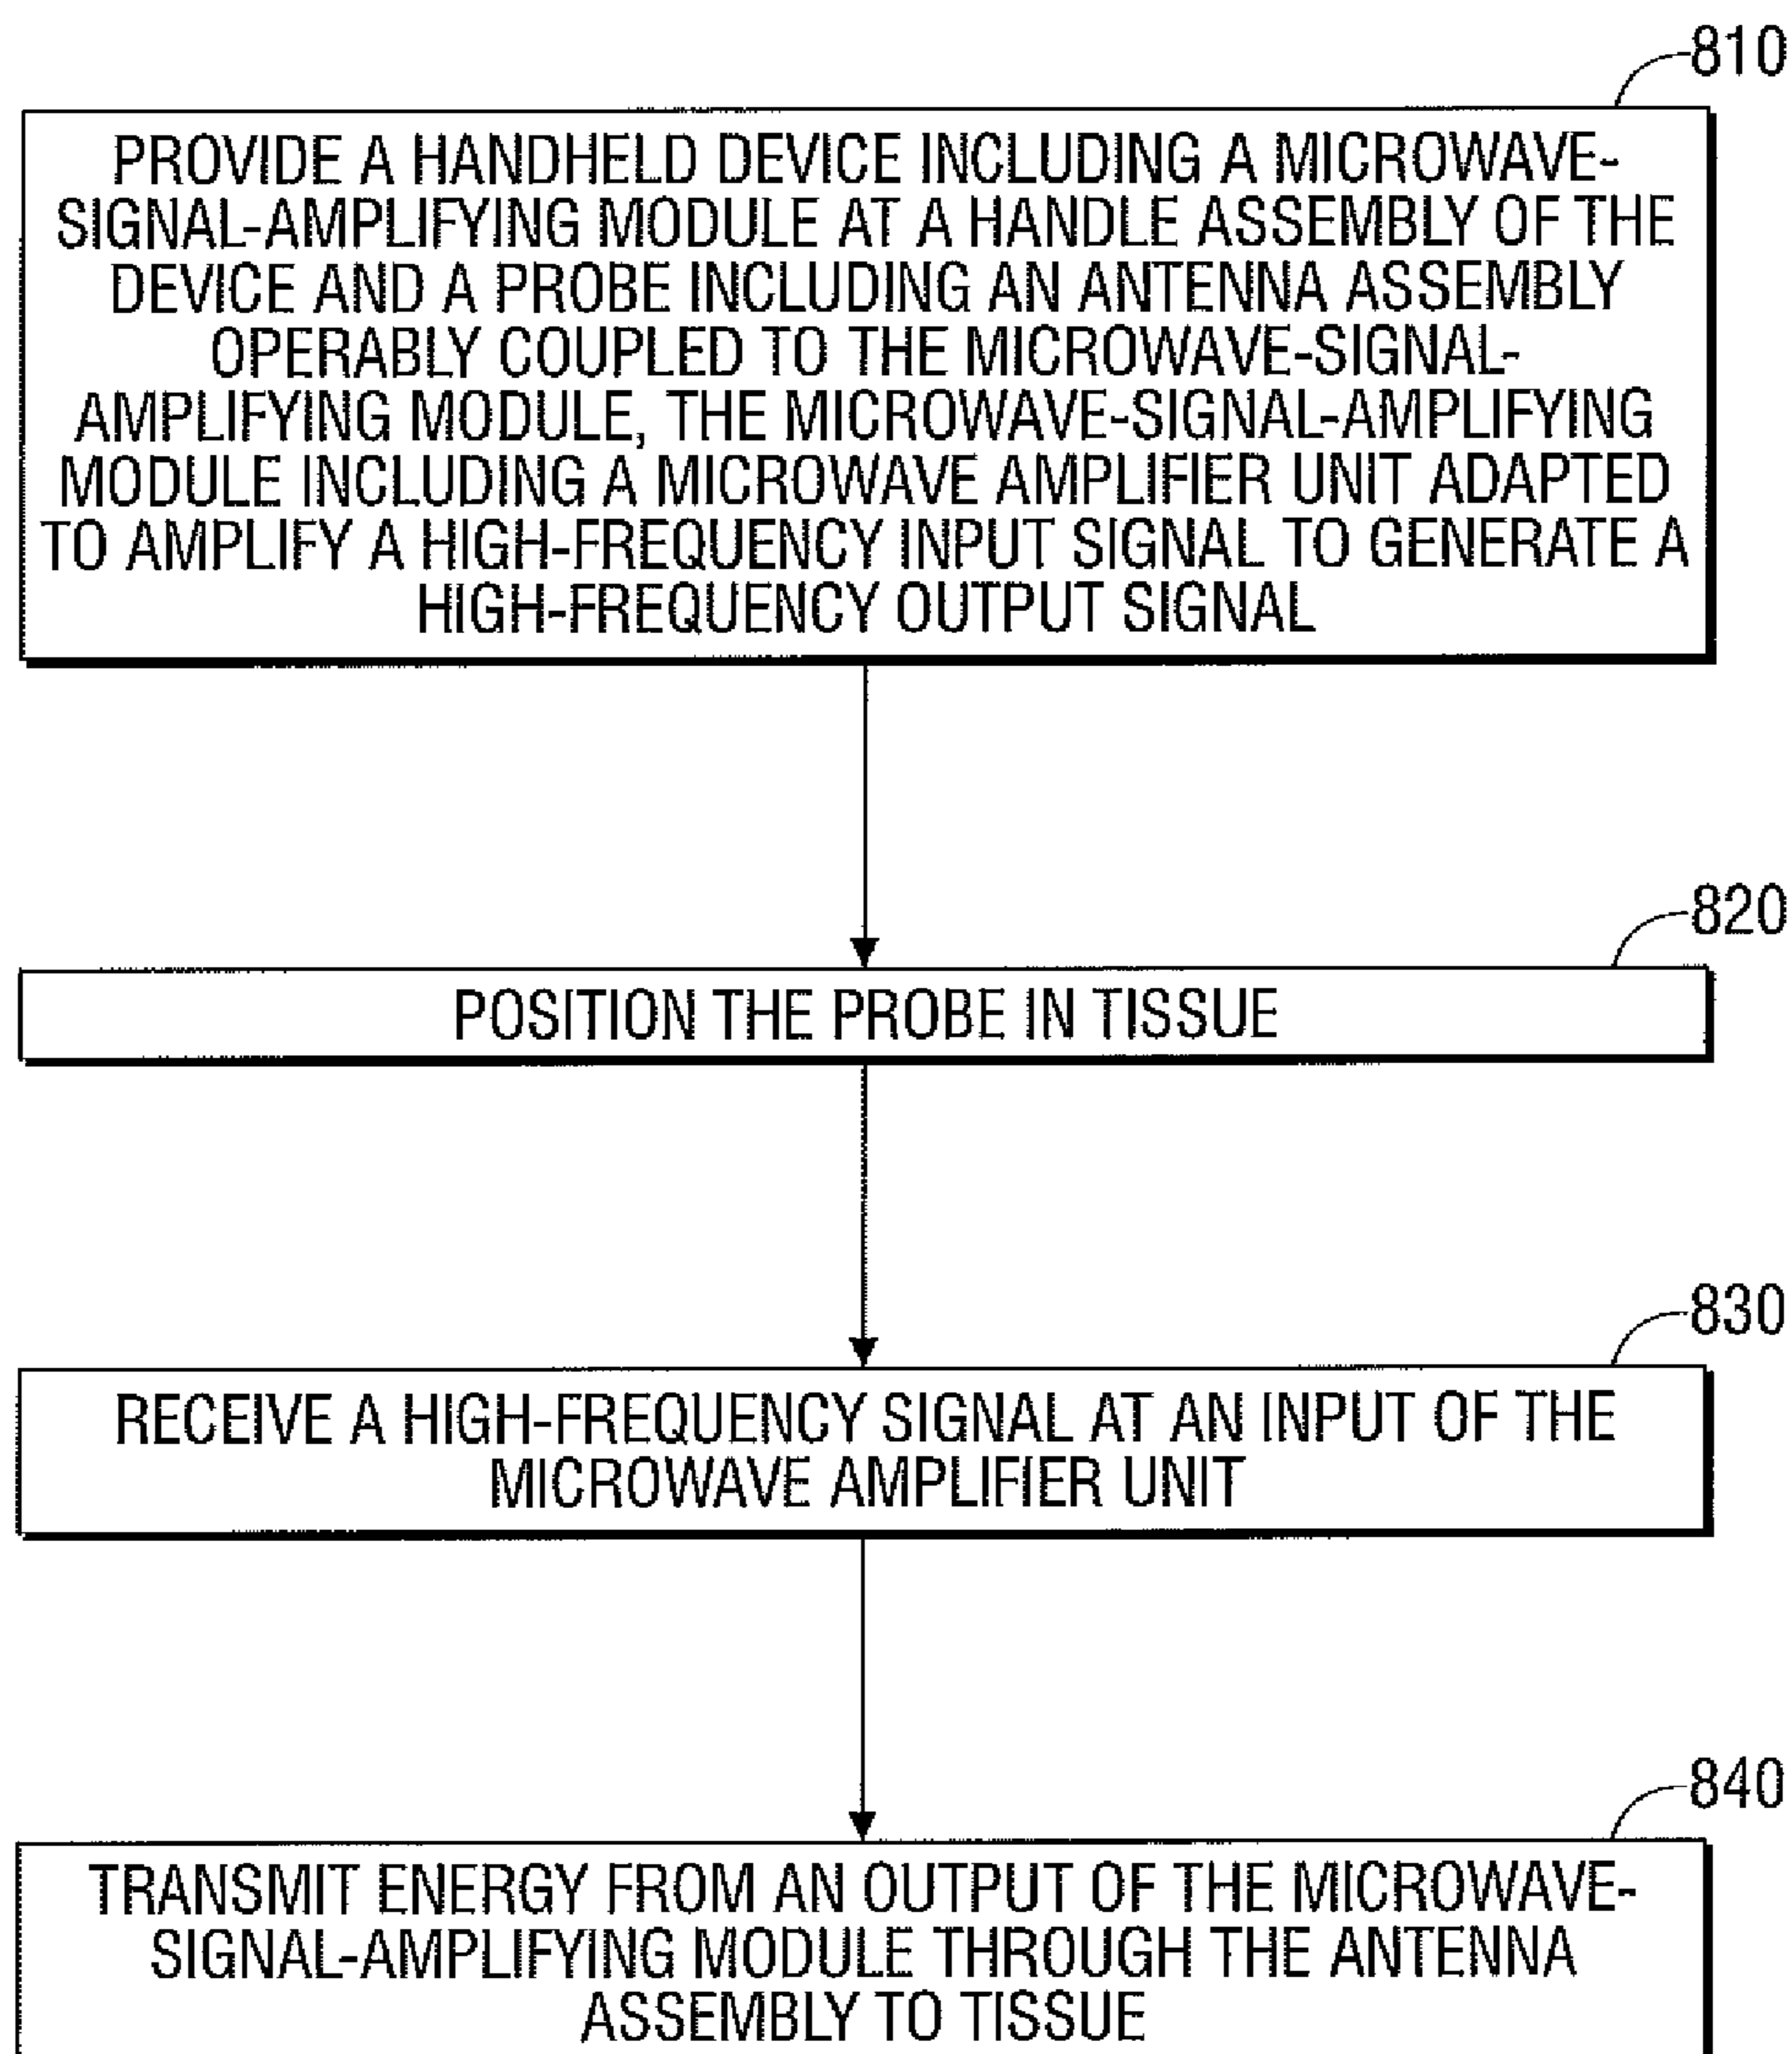 810
PROVIDE A HANDHELD DEVICE INCLUDING A MICROWAVE-
SIGNAL-AMPLIFYING MODULE AT A HANDLE ASSEMBLY OF THE
DEVICE AND A PROBE INCLUDING AN ANTENNA ASSEMBLY
OPERABLY COUPLED TO THE MICROWAVE-SIGNAL-
AMPLIFYING MODULE, THE MICROWAVE-SIGNAL-AMPLIFYING
MODULE INCLUDING A MICROWAVE AMPLIFIER UNIT ADAPTED
TO AMPLIFY A HIGH-FREQUENCY INPUT SIGNAL TO GENERATE A
HIGH-FREQUENCY OUTPUT SIGNAL
820
POSITION THE PROBE IN TISSUE
830
RECEIVE A HIGH-FREQUENCY SIGNAL AT AN INPUT OF THE
MICROWAVE AMPLIFIER UNIT
840
TRANSMIT ENERGY FROM AN OUTPUT OF THE MICROWAVE-
SIGNAL-AMPLIFYING MODULE THROUGH THE ANTENNA
ASSEMBLY TO TISSUE